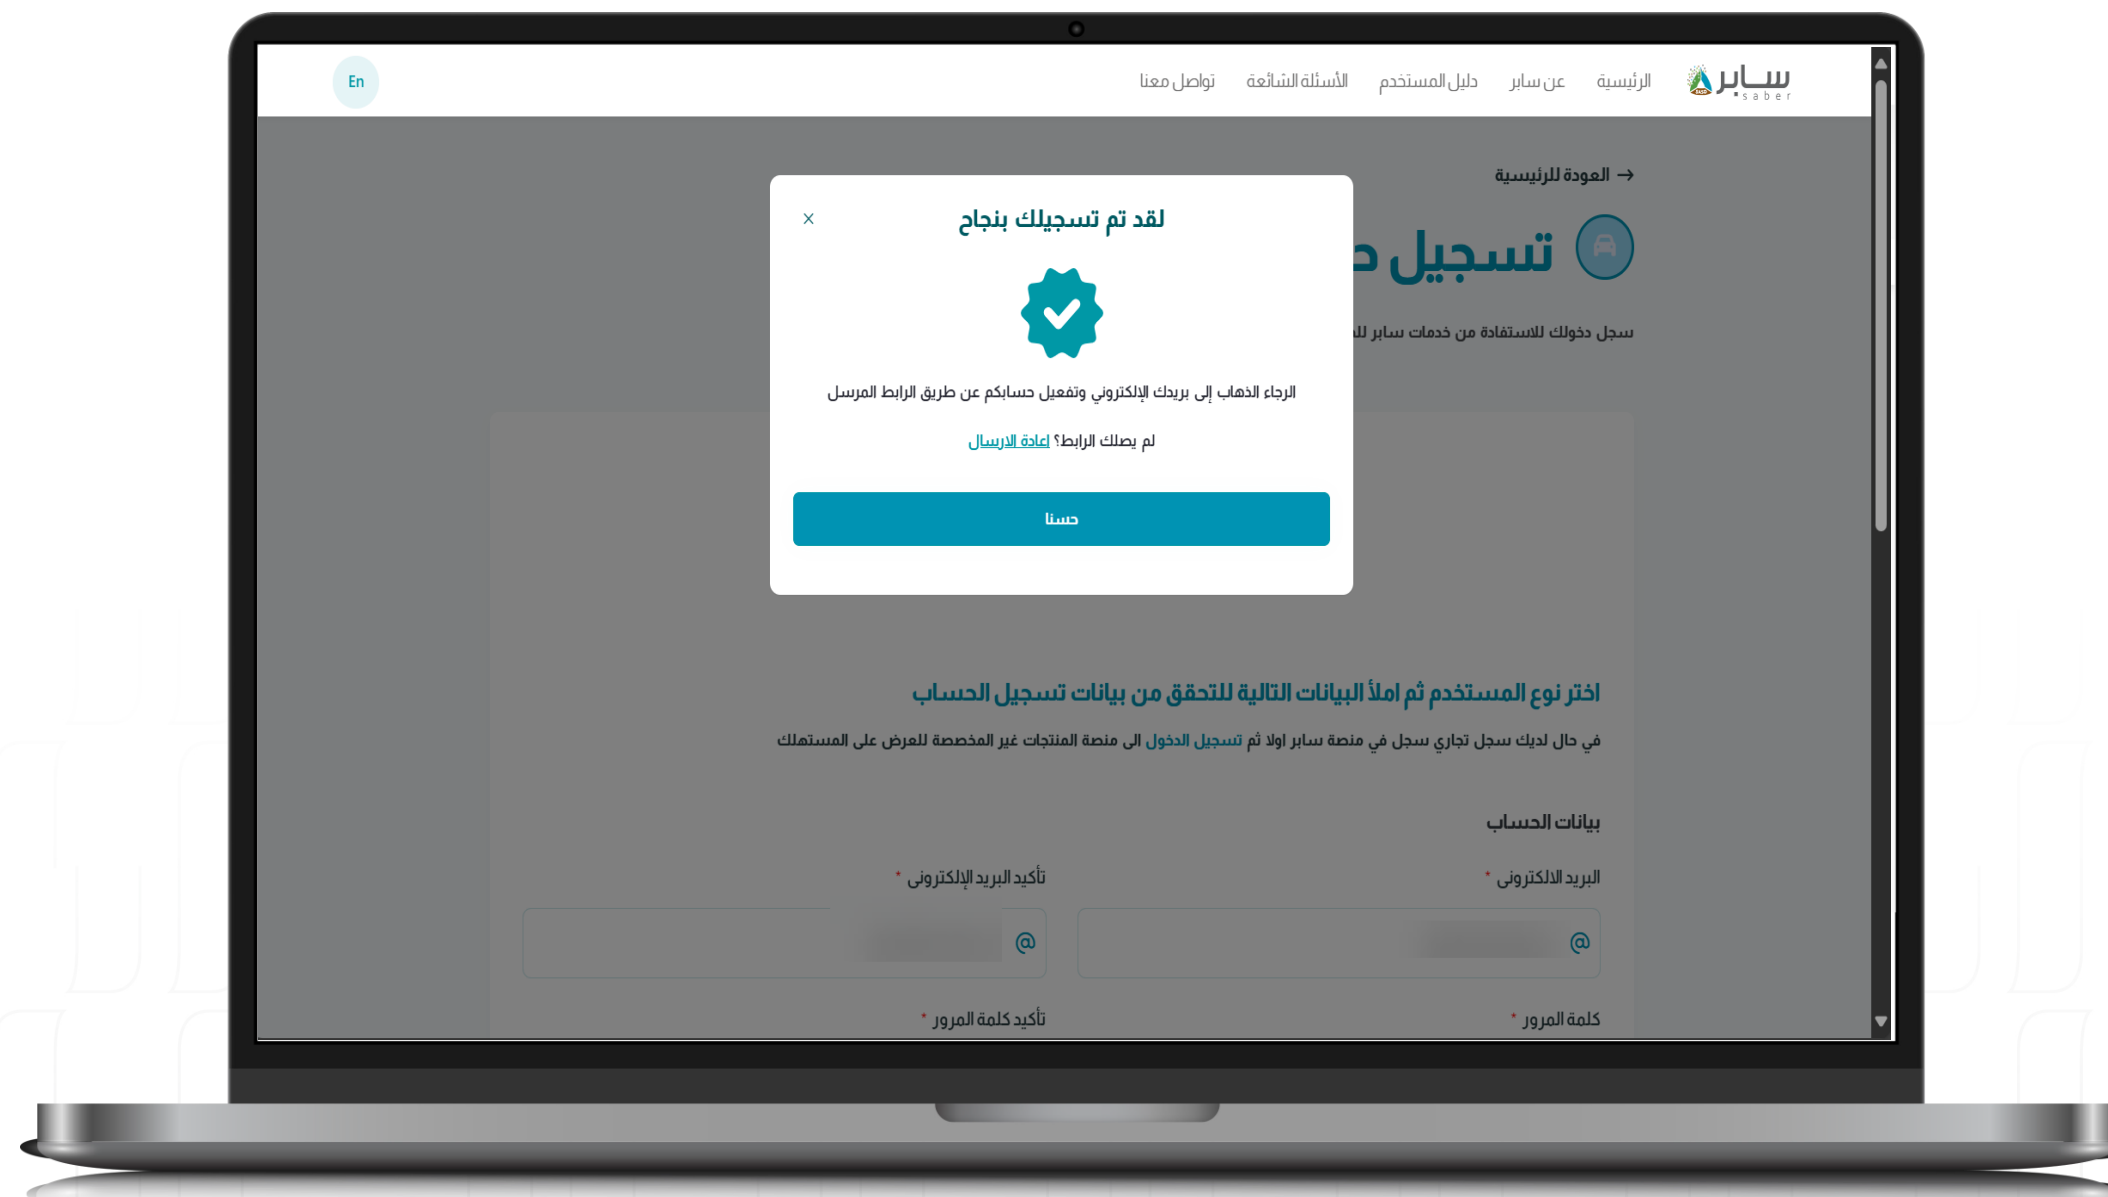 سابر
saber
الرئيسية
عن سابر
دليل المستخدم
الأسئلة الشائعة
تواصل معنا
En
→ العودة للرئيسية
تسجيل
سجل دخولك للاستفادة من خدمات سابر
لقد تم تسجيلك بنجاح
الرجاء الذهاب إلى بريدك الإلكتروني وتفعيل حسابكم عن طريق الرابط المرسل
لم يصلك الرابط؟ اعادة الارسال
حسنا
اختر نوع المستخدم ثم املأ البيانات التالية للتحقق من بيانات تسجيل الحساب
في حال لديك سجل تجاري سجل في منصة سابر اولا ثم تسجيل الدخول الى منصة المنتجات غير المخصصة للعرض على المستهلك
بيانات الحساب
البريد الالكترونى *
تأكيد البريد الإلكترونى *
@
@
كلمة المرور *
تأكيد كلمة المرور *